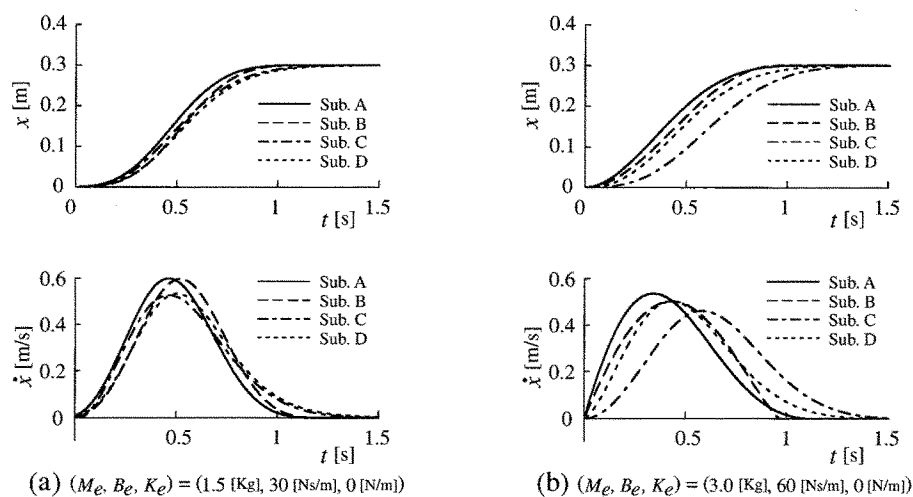 0.4
0.3
0.2
0.1
0
x [m]
Sub. A
Sub. B
Sub. C
Sub. D
0 0.5 1 1.5
t [s]
0.6
0.4
0.2
0
ẋ [m/s]
Sub. A
Sub. B
Sub. C
Sub. D
0.5 1 1.5
t [s]
(a) (Me, Be, Ke) = (1.5 [Kg], 30 [Ns/m], 0 [N/m])
0.4
0.3
0.2
0.1
0
x [m]
Sub. A
Sub. B
Sub. C
Sub. D
0 0.5 1 1.5
t [s]
0.6
0.4
0.2
0
ẋ [m/s]
Sub. A
Sub. B
Sub. C
Sub. D
0.5 1 1.5
t [s]
(b) (Me, Be, Ke) = (3.0 [Kg], 60 [Ns/m], 0 [N/m])